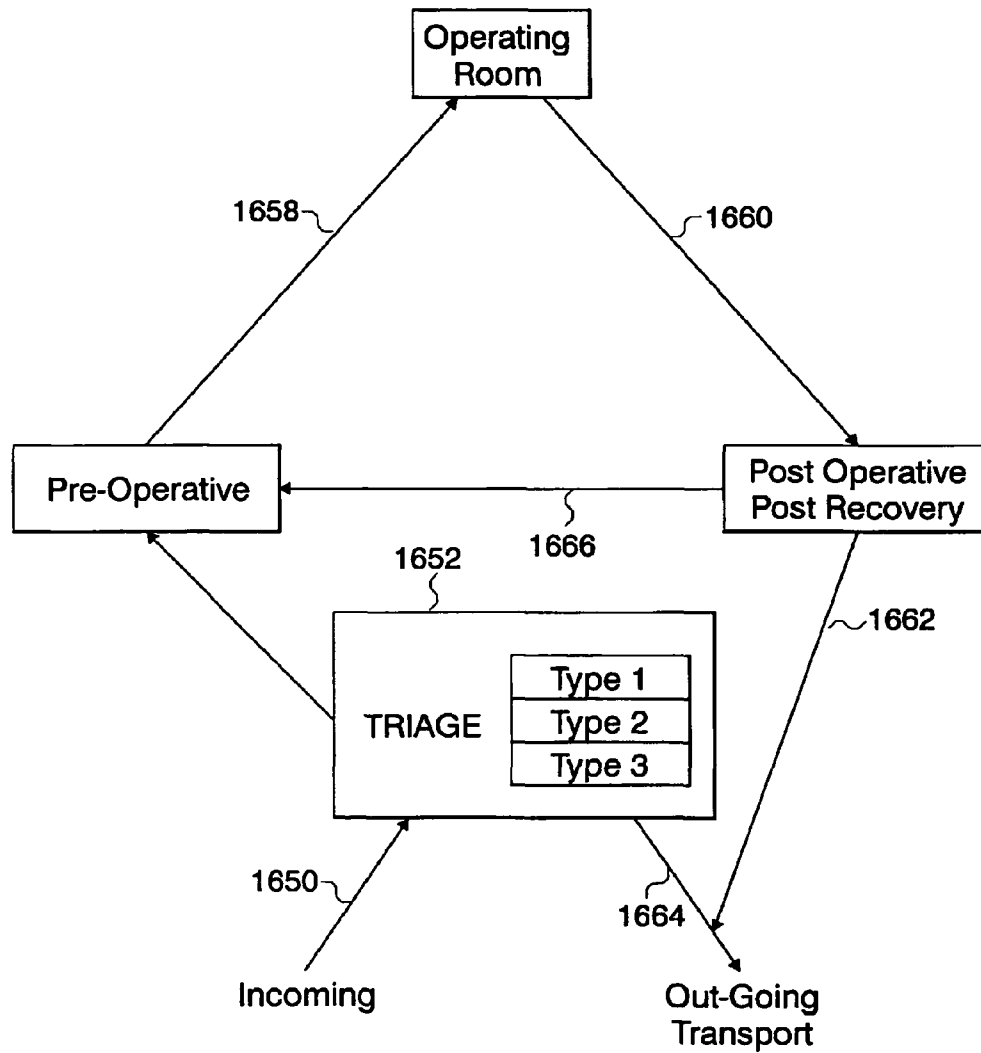 Operating
Room
1658
1660
Pre-Operative
Post Operative
Post Recovery
1666
1652
1662
TRIAGE
Type 1
Type 2
Type 3
1650
1664
Incoming
Out-Going
Transport